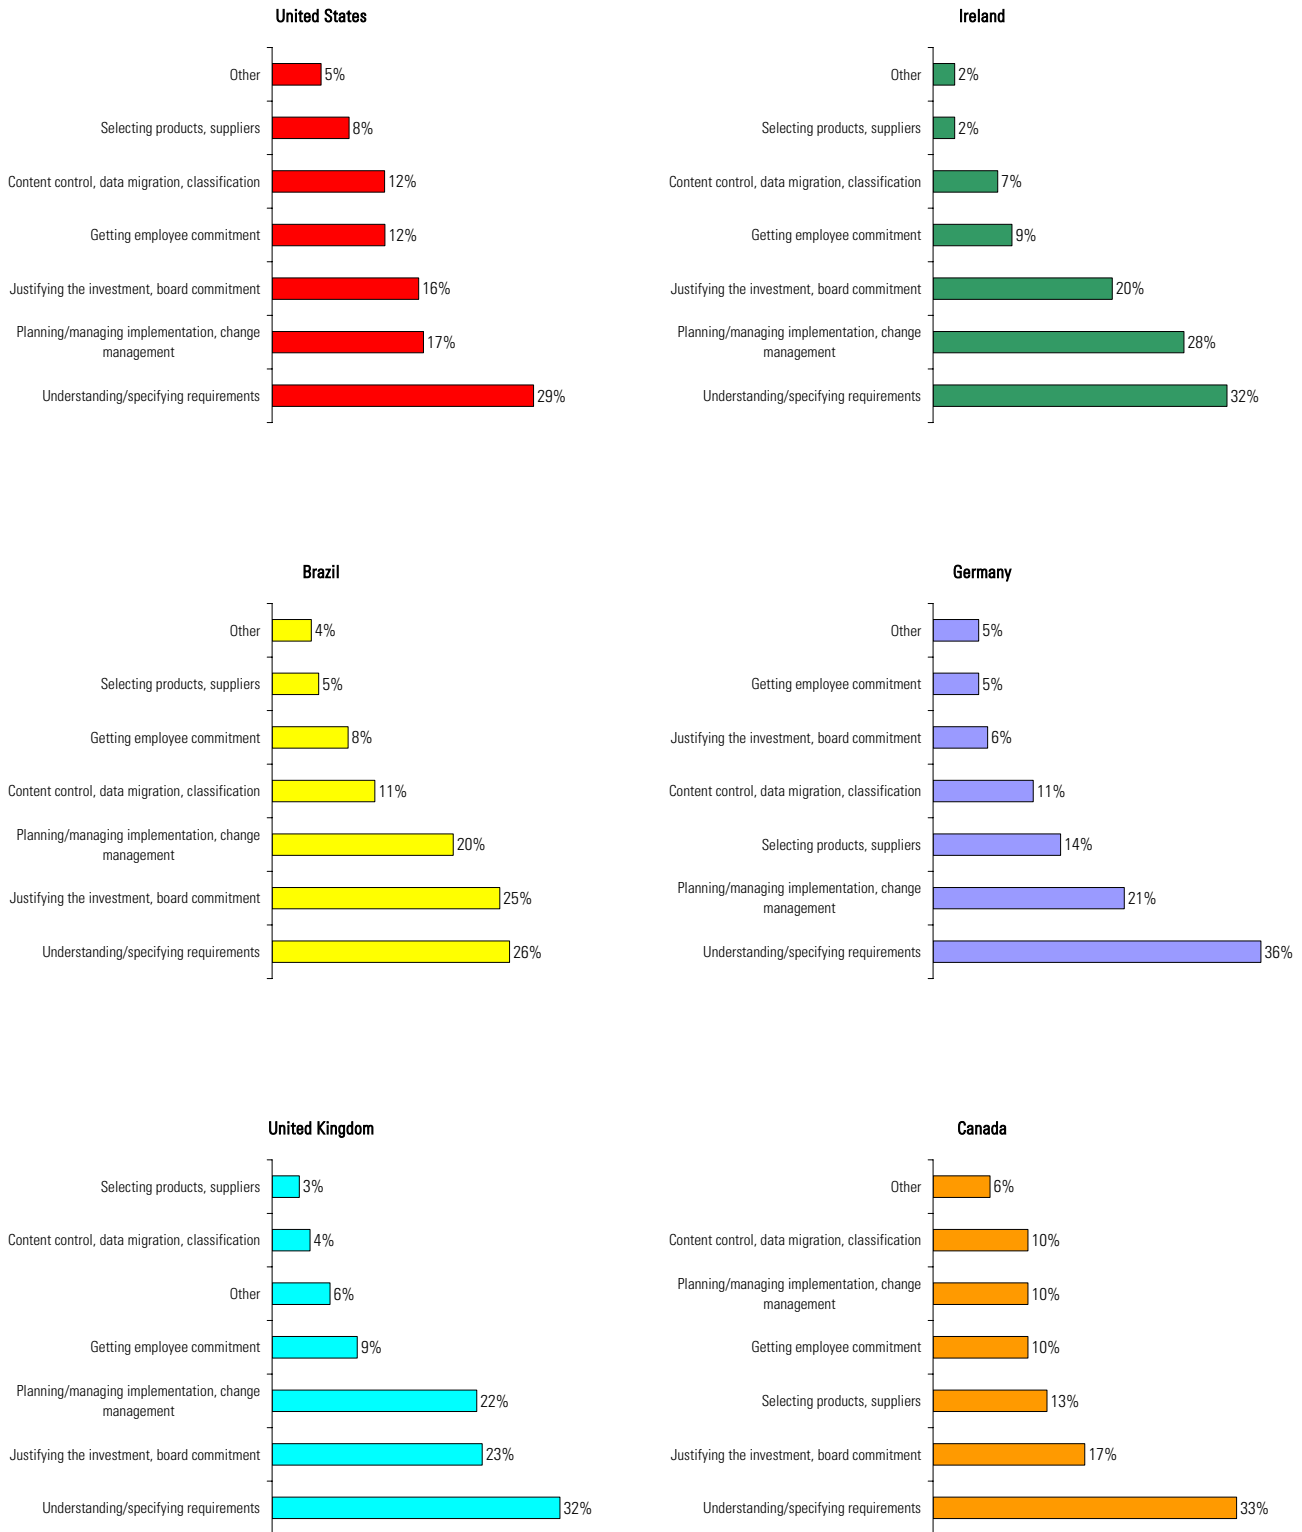 United States
Other
5%
Selecting products, suppliers
8%
Content control, data migration, classification
12%
Getting employee commitment
12%
Justifying the investment, board commitment
16%
Planning/managing implementation, change
management
17%
Understanding/specifying requirements
29%
Ireland
Other
2%
Selecting products, suppliers
2%
Content control, data migration, classification
7%
Getting employee commitment
9%
Justifying the investment, board commitment
20%
Planning/managing implementation, change
management
28%
Understanding/specifying requirements
32%
Brazil
Other
4%
Selecting products, suppliers
5%
Getting employee commitment
8%
Content control, data migration, classification
11%
Planning/managing implementation, change
management
20%
Justifying the investment, board commitment
25%
Understanding/specifying requirements
26%
Germany
Other
5%
Getting employee commitment
5%
Justifying the investment, board commitment
6%
Content control, data migration, classification
11%
Selecting products, suppliers
14%
Planning/managing implementation, change
management
21%
Understanding/specifying requirements
36%
United Kingdom
Selecting products, suppliers
3%
Content control, data migration, classification
4%
Other
6%
Getting employee commitment
9%
Planning/managing implementation, change
management
22%
Justifying the investment, board commitment
23%
Understanding/specifying requirements
32%
Canada
Other
6%
Content control, data migration, classification
10%
Planning/managing implementation, change
management
10%
Getting employee commitment
10%
Selecting products, suppliers
13%
Justifying the investment, board commitment
17%
Understanding/specifying requirements
33%